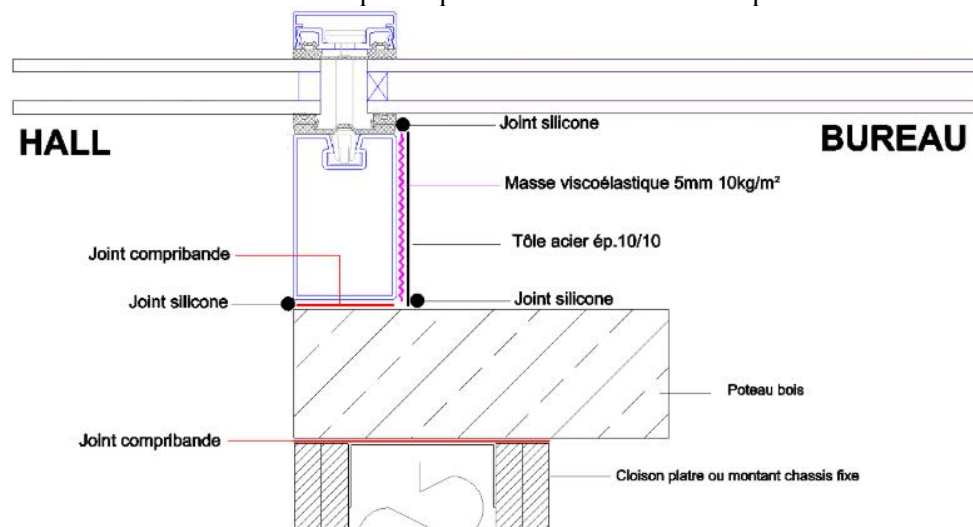 Joint silicone
HALL
BUREAU
Masse viscoélastique 5mm 10kg/m²
Tôle acier ép.10/10
Joint compribande
Joint silicone
Joint silicone
Poteau bois
Joint compribande
Cloison platre ou montant chassis fixe